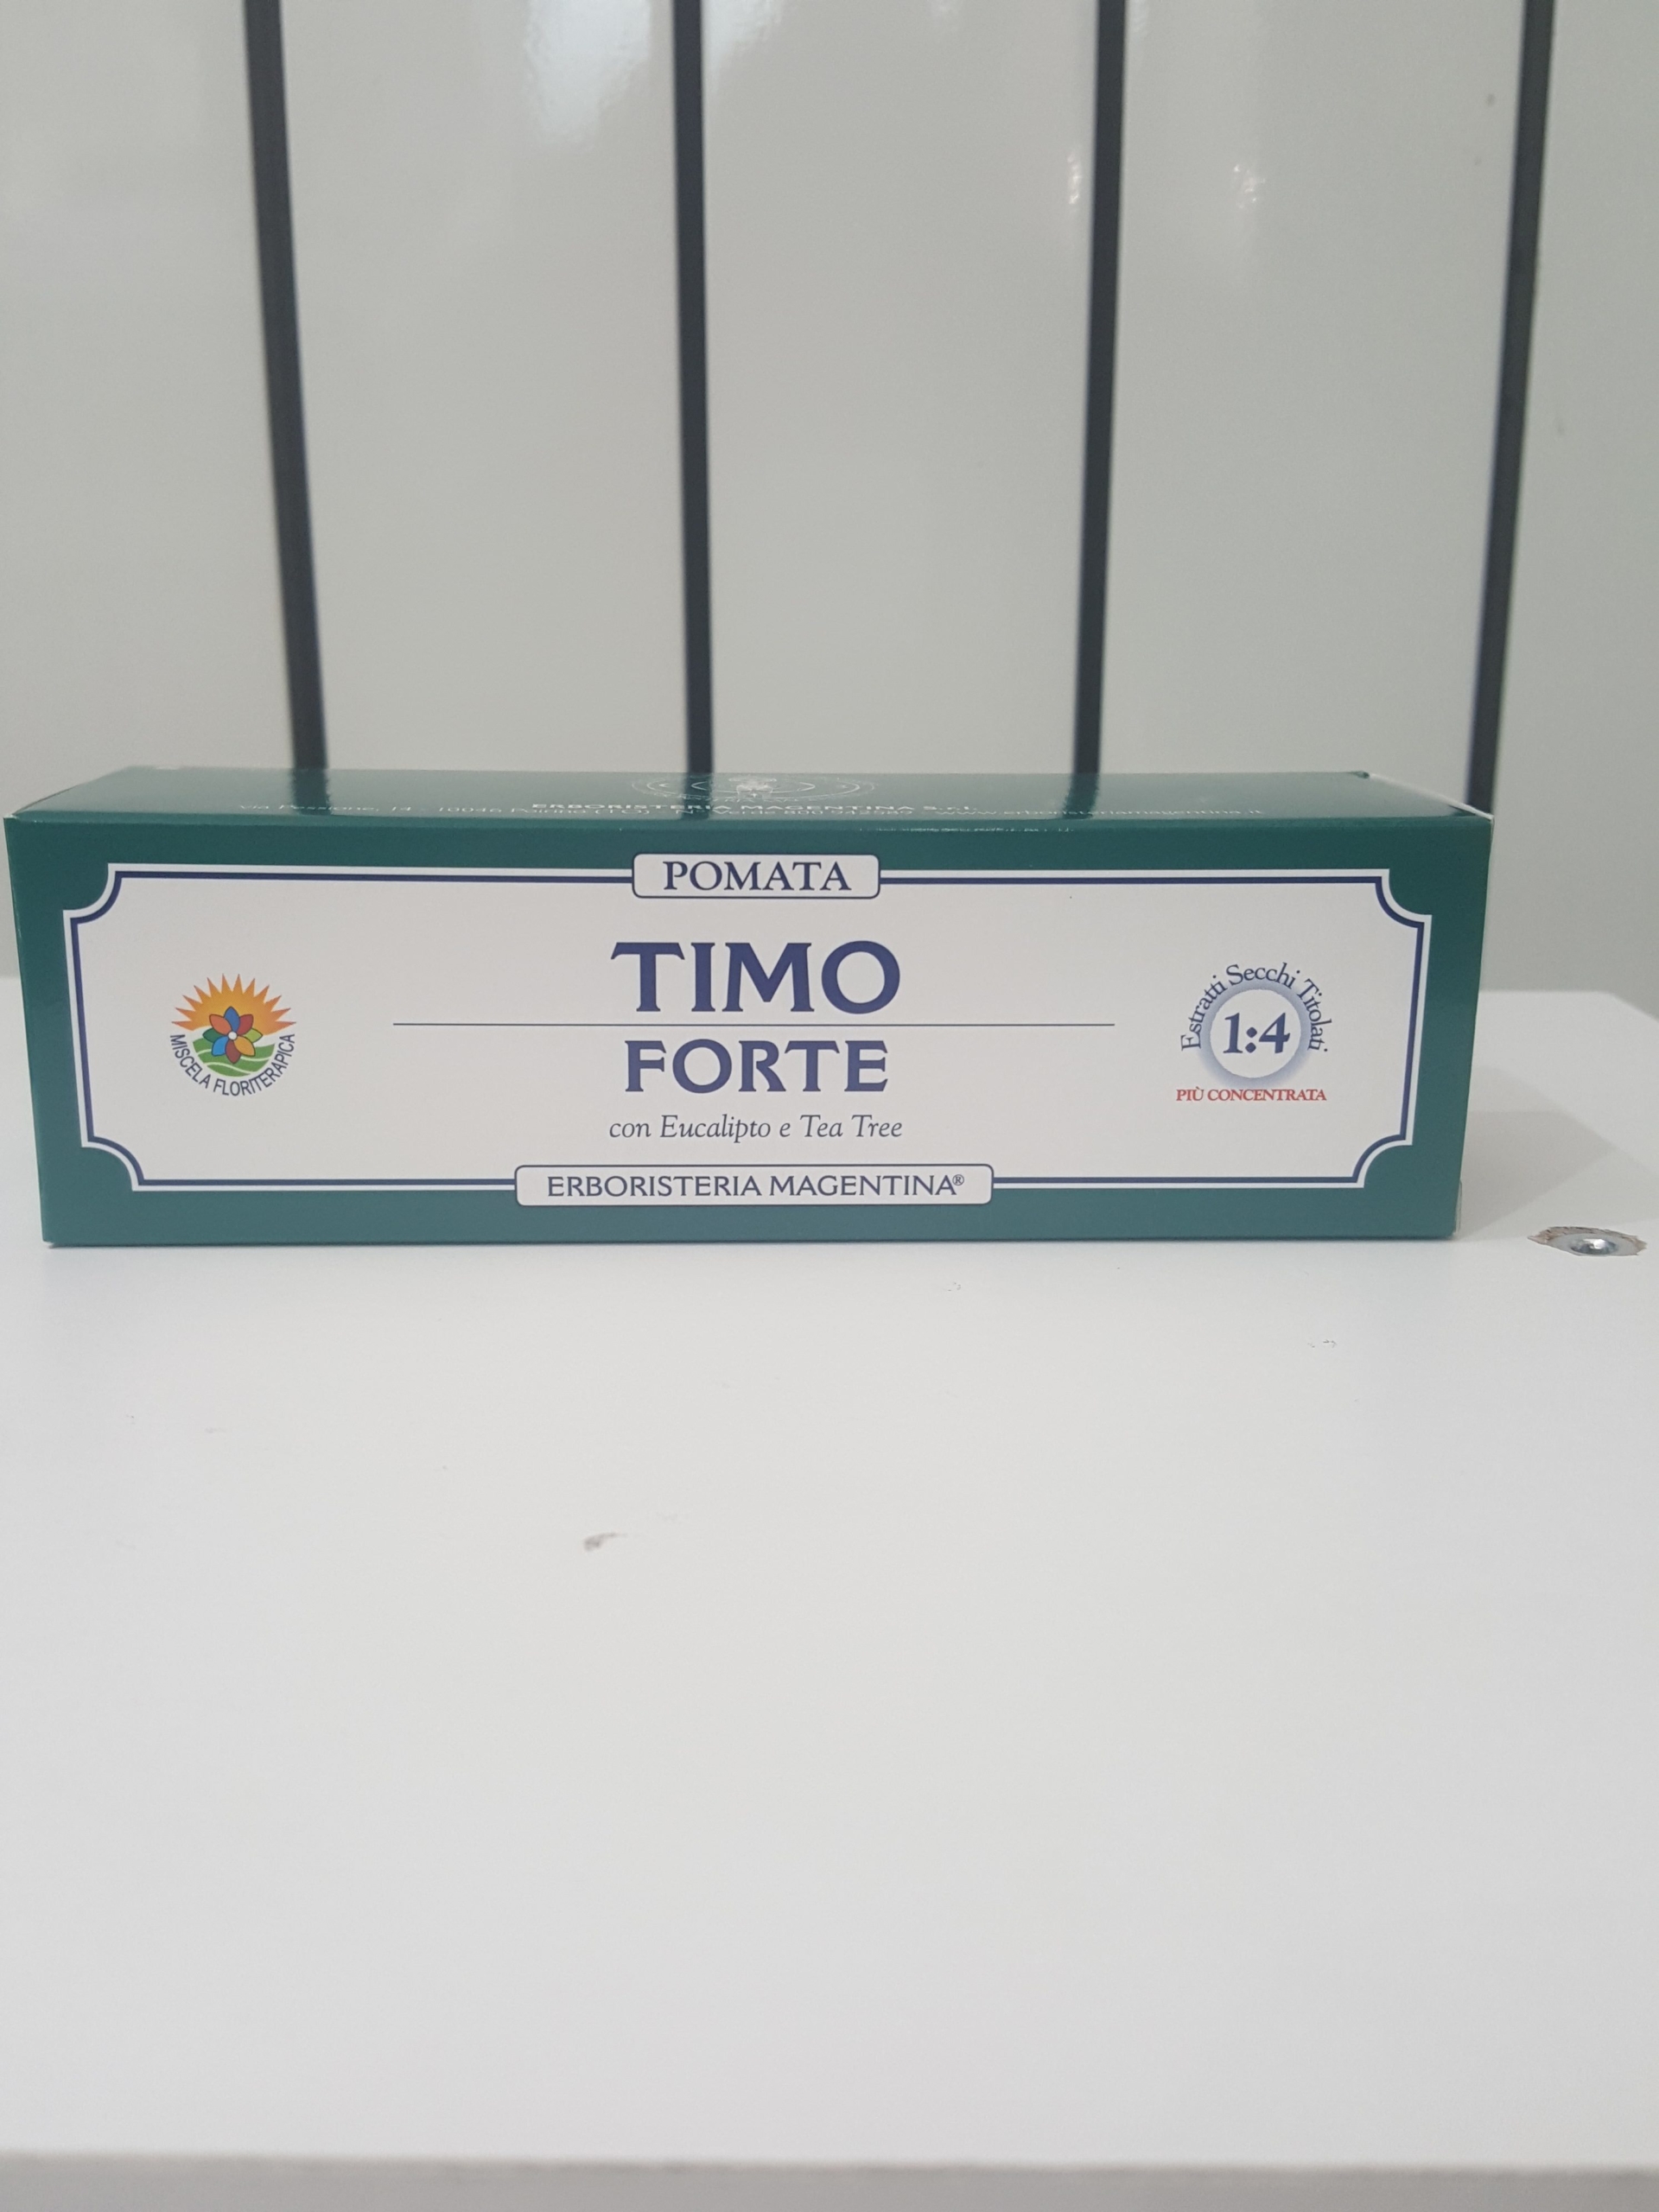 ERBORISTERIA MAGENTINA s.r.l.
POMATA
TIMO
FORTE
con Eucalipto e Tea Tree
ERBORISTERIA MAGENTINA®
MISCELA FLORITERAPICA
Estratti Secchi Titolati
1:4
PIÙ CONCENTRATA